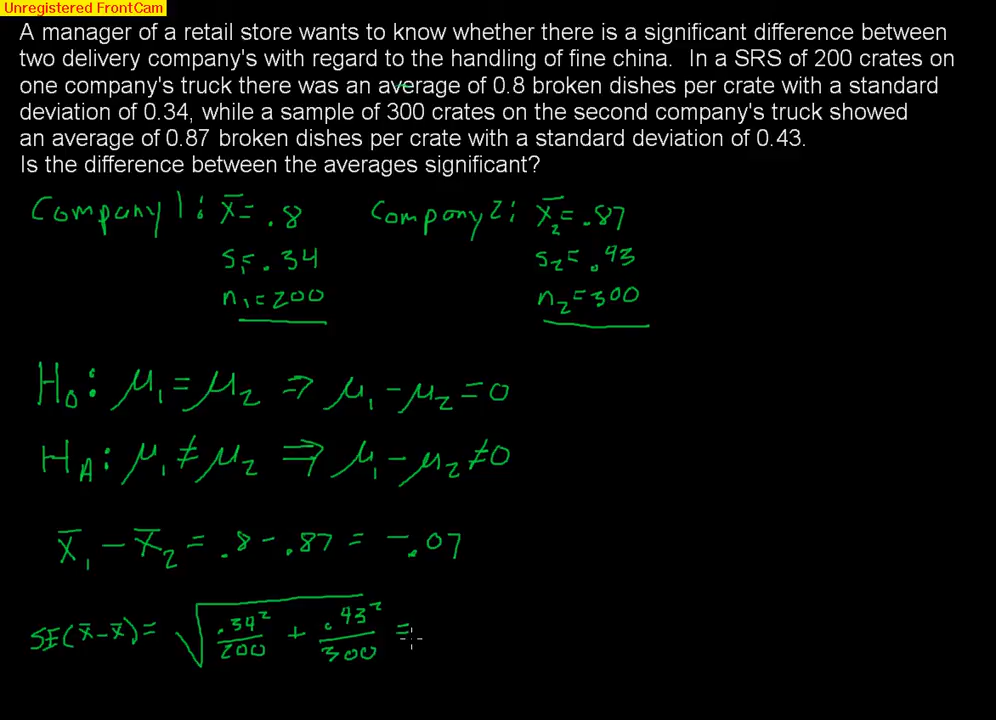 Unregistered FrontCam
A manager of a retail store wants to know whether there is a significant difference between
two delivery company's with regard to the handling of fine china. In a SRS of 200 crates on
one company's truck there was an average of 0.8 broken dishes per crate with a standard
deviation of 0.34, while a sample of 300 crates on the second company's truck showed
an average of 0.87 broken dishes per crate with a standard deviation of 0.43.
Is the difference between the averages significant?
Company 1: x̄ = .8 Company 2: x̄₂ = .87
s₁ = .34 s₂ = .43
n₁ = 200 n₂ = 300
H₀: μ₁ = μ₂ ⇒ μ₁ - μ₂ = 0
H_A: μ₁ ≠ μ₂ ⇒ μ₁ - μ₂ ≠ 0
x̄₁ - x̄₂ = .8 - .87 = -.07
SE(x̄ - x̄) = √(.34²/200 + .43²/300) =